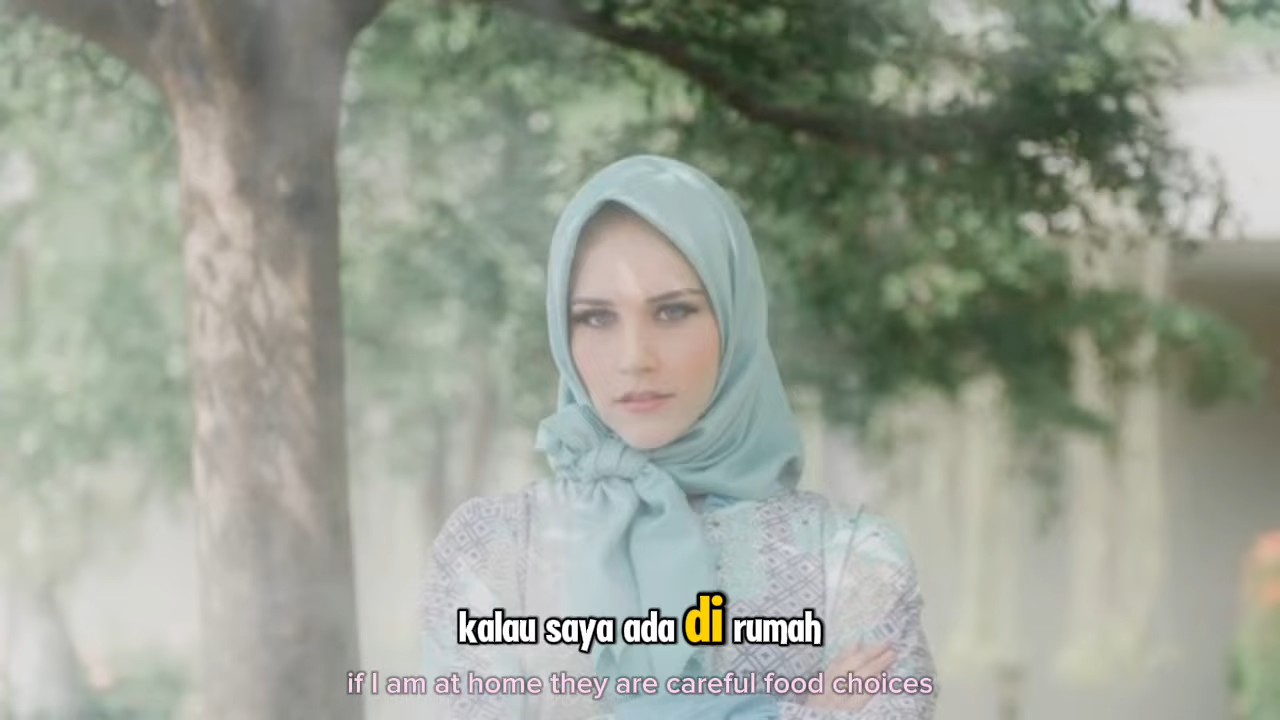 kalau saya ada di rumah
if I am at home they are careful food choices